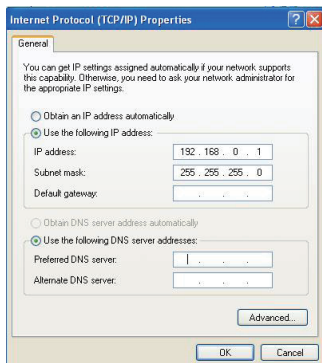 Internet Protocol (TCP/IP) Properties
General
You can get IP settings assigned automatically if your network supports
this capability. Otherwise, you need to ask your network administrator for
the appropriate IP settings.
Obtain an IP address automatically
Use the following IP address:
IP address: 192 . 168 . 0 . 1
Subnet mask: 255 . 255 . 255 . 0
Default gateway: . . .
Obtain DNS server address automatically
Use the following DNS server addresses:
Preferred DNS server: . . .
Alternate DNS server: . . .
Advanced...
OK Cancel